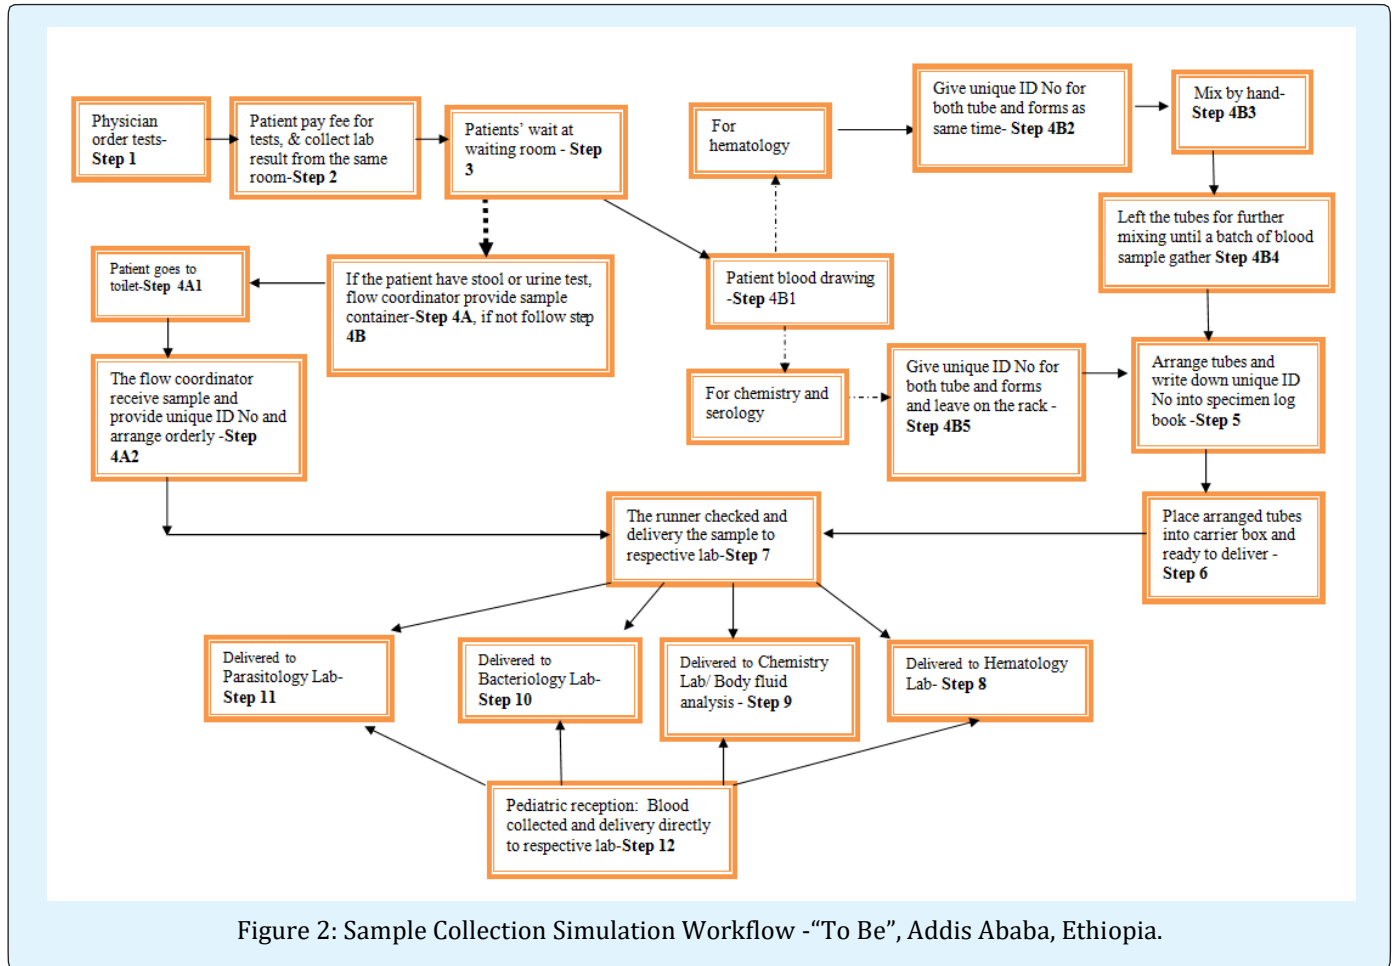 Physician
order tests-
Step 1
Patient pay fee for
tests, & collect lab
result from the same
room-Step 2
Patients' wait at
waiting room - Step
3
For
hematology
Give unique ID No for
both tube and forms as
same time- Step 4B2
Mix by hand-
Step 4B3
Left the tubes for further
mixing until a batch of blood
sample gather Step 4B4
Patient goes to
toilet-Step 4A1
If the patient have stool or urine test,
flow coordinator provide sample
container-Step 4A, if not follow step
4B
Patient blood drawing
-Step 4B1
The flow coordinator
receive sample and
provide unique ID No and
arrange orderly -Step
4A2
For chemistry and
serology
Give unique ID No for
both tube and forms
and leave on the rack -
Step 4B5
Arrange tubes and
write down unique ID
No into specimen log
book -Step 5
The runner checked and
delivery the sample to
respective lab-Step 7
Place arranged tubes
into carrier box and
ready to deliver -
Step 6
Delivered to
Parasitology Lab-
Step 11
Delivered to
Bacteriology Lab-
Step 10
Delivered to Chemistry
Lab/ Body fluid
analysis - Step 9
Delivered to Hematology
Lab- Step 8
Pediatric reception: Blood
collected and delivery directly
to respective lab-Step 12
Figure 2: Sample Collection Simulation Workflow -“To Be”, Addis Ababa, Ethiopia.